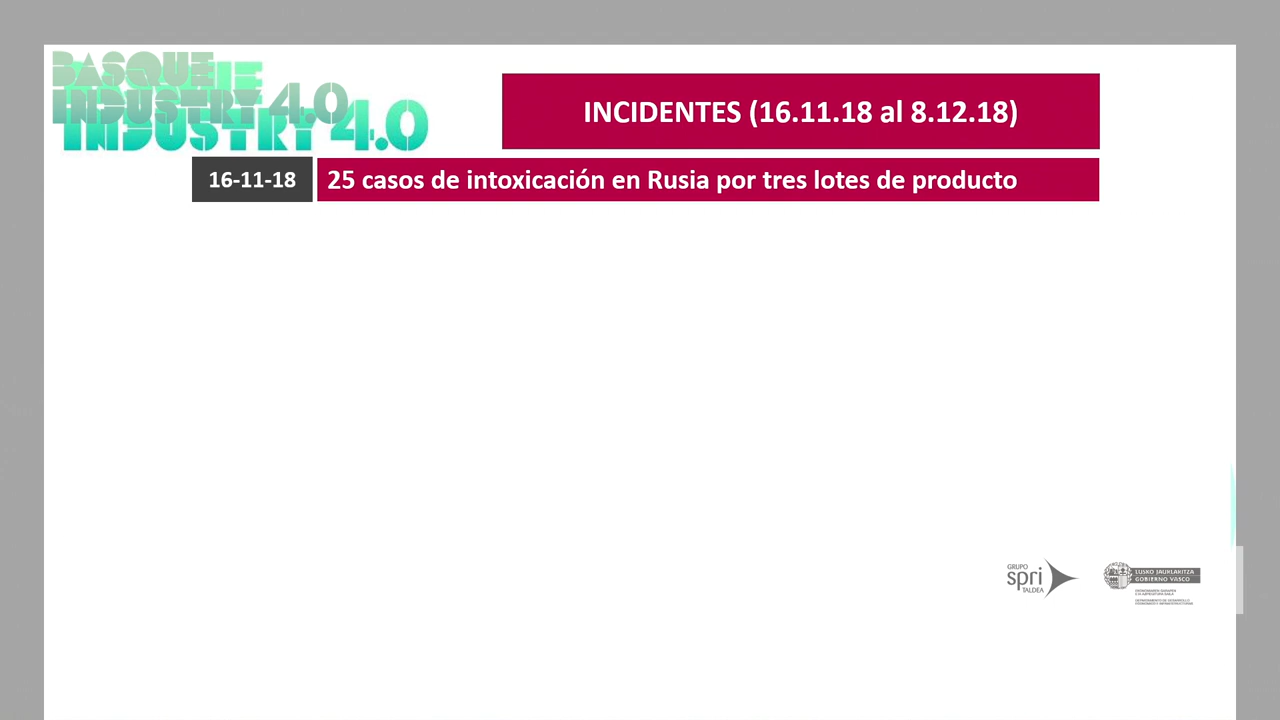 BASQUE
INDUSTRY 4.0
INCIDENTES (16.11.18 al 8.12.18)
16-11-18
25 casos de intoxicación en Rusia por tres lotes de producto
GRUPO
spri
TALDEA
EUSKO JAURLARITZA
GOBIERNO VASCO